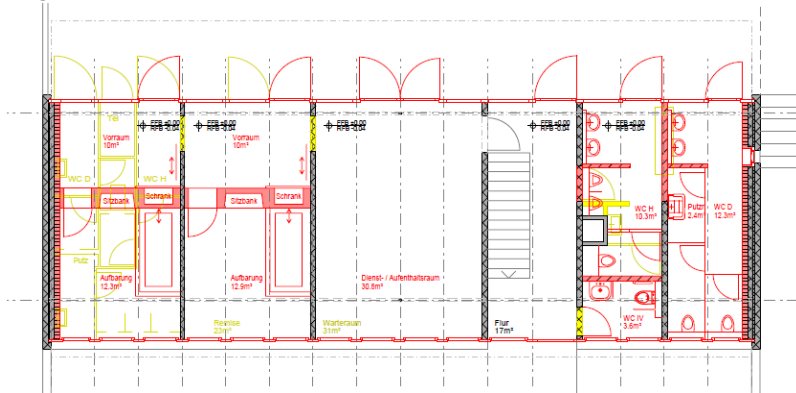 Tel
Vorraum
10m²
FFB ±0.00
RFB -0.04
FFB ±0.00
RFB -0.04
Vorraum
10m²
FFB ±0.00
RFB -0.04
FFB ±0.00
RFB -0.04
FFB ±0.00
RFB -0.04
WC D
WC H
Sitzbank
Schrank
Sitzbank
Schrank
WC H
10.3m²
Putz
2.4m²
WC D
12.3m²
Putz
Aufbarung
12.3m²
Aufbarung
12.9m²
Dienst- / Aufenthaltsraum
30.8m²
Remise
23m²
Warteraum
31m²
Flur
17m²
WC IV
3.6m²